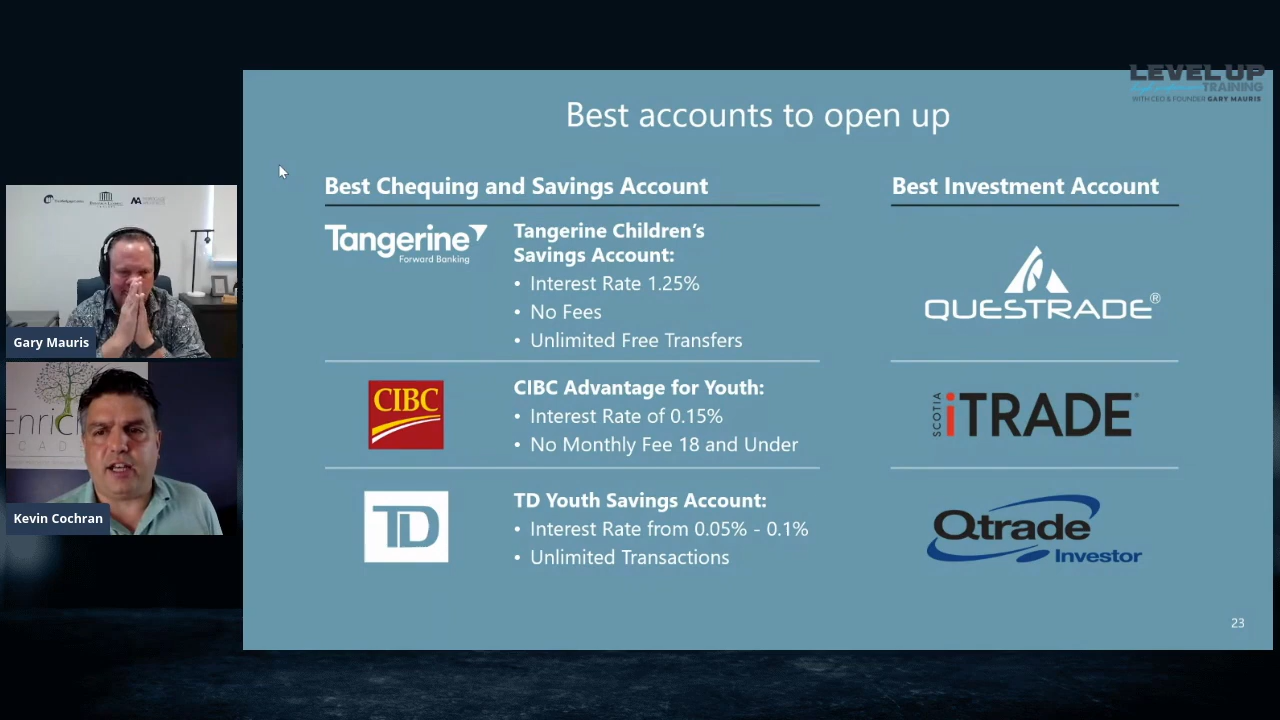 LEVEL UP
TRAINING
WITH CEO & FOUNDER GARY MAURIS
Best accounts to open up
Best Chequing and Savings Account
Tangerine
Forward Banking
Tangerine Children's
Savings Account:
• Interest Rate 1.25%
• No Fees
• Unlimited Free Transfers
CIBC
CIBC Advantage for Youth:
• Interest Rate of 0.15%
• No Monthly Fee 18 and Under
TD
TD Youth Savings Account:
• Interest Rate from 0.05% - 0.1%
• Unlimited Transactions
Best Investment Account
QUESTRADE®
SCOTIA
iTRADE®
Qtrade
Investor
23
Gary Mauris
Enrich
Kevin Cochran